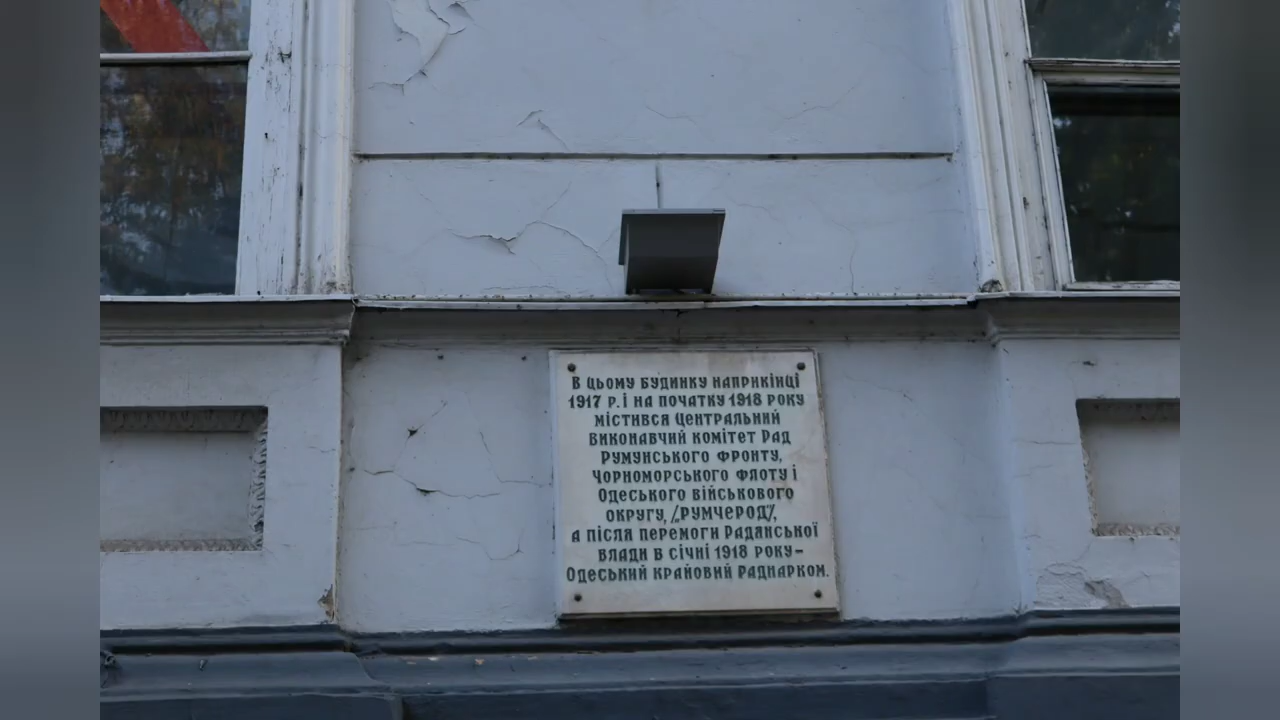 В цьому будинку наприкінці
1917 р. і на початку 1918 року
містився Центральний
виконавчий комітет Рад
Румунського фронту,
Чорноморського флоту і
Одеського військового
округу, /РУМЧЕРОД/,
а після перемоги Радянської
влади в січні 1918 року–
Одеський крайовий раднарком.